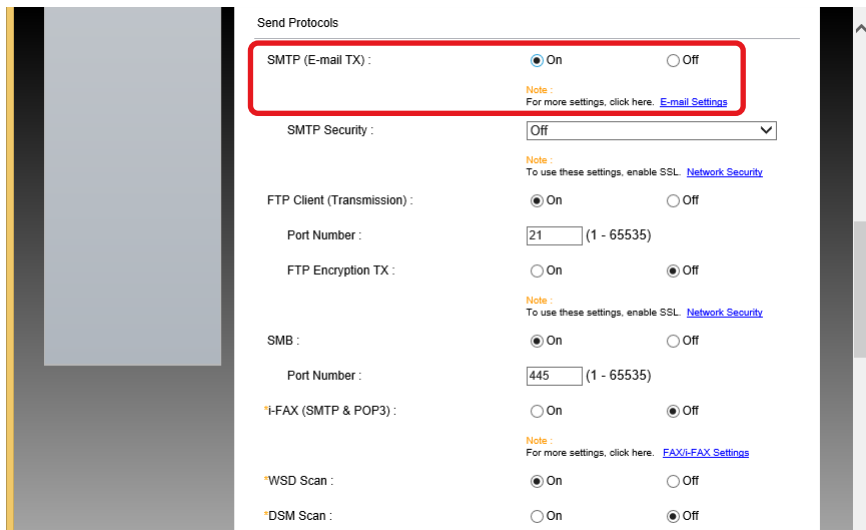 Send Protocols
SMTP (E-mail TX) : On Off
Note :
For more settings, click here. E-mail Settings
SMTP Security : Off
Note :
To use these settings, enable SSL. Network Security
FTP Client (Transmission) : On Off
Port Number : 21 (1 - 65535)
FTP Encryption TX : On Off
Note :
To use these settings, enable SSL. Network Security
SMB : On Off
Port Number : 445 (1 - 65535)
*i-FAX (SMTP & POP3) : On Off
Note :
For more settings, click here. FAX/i-FAX Settings
*WSD Scan : On Off
*DSM Scan : On Off